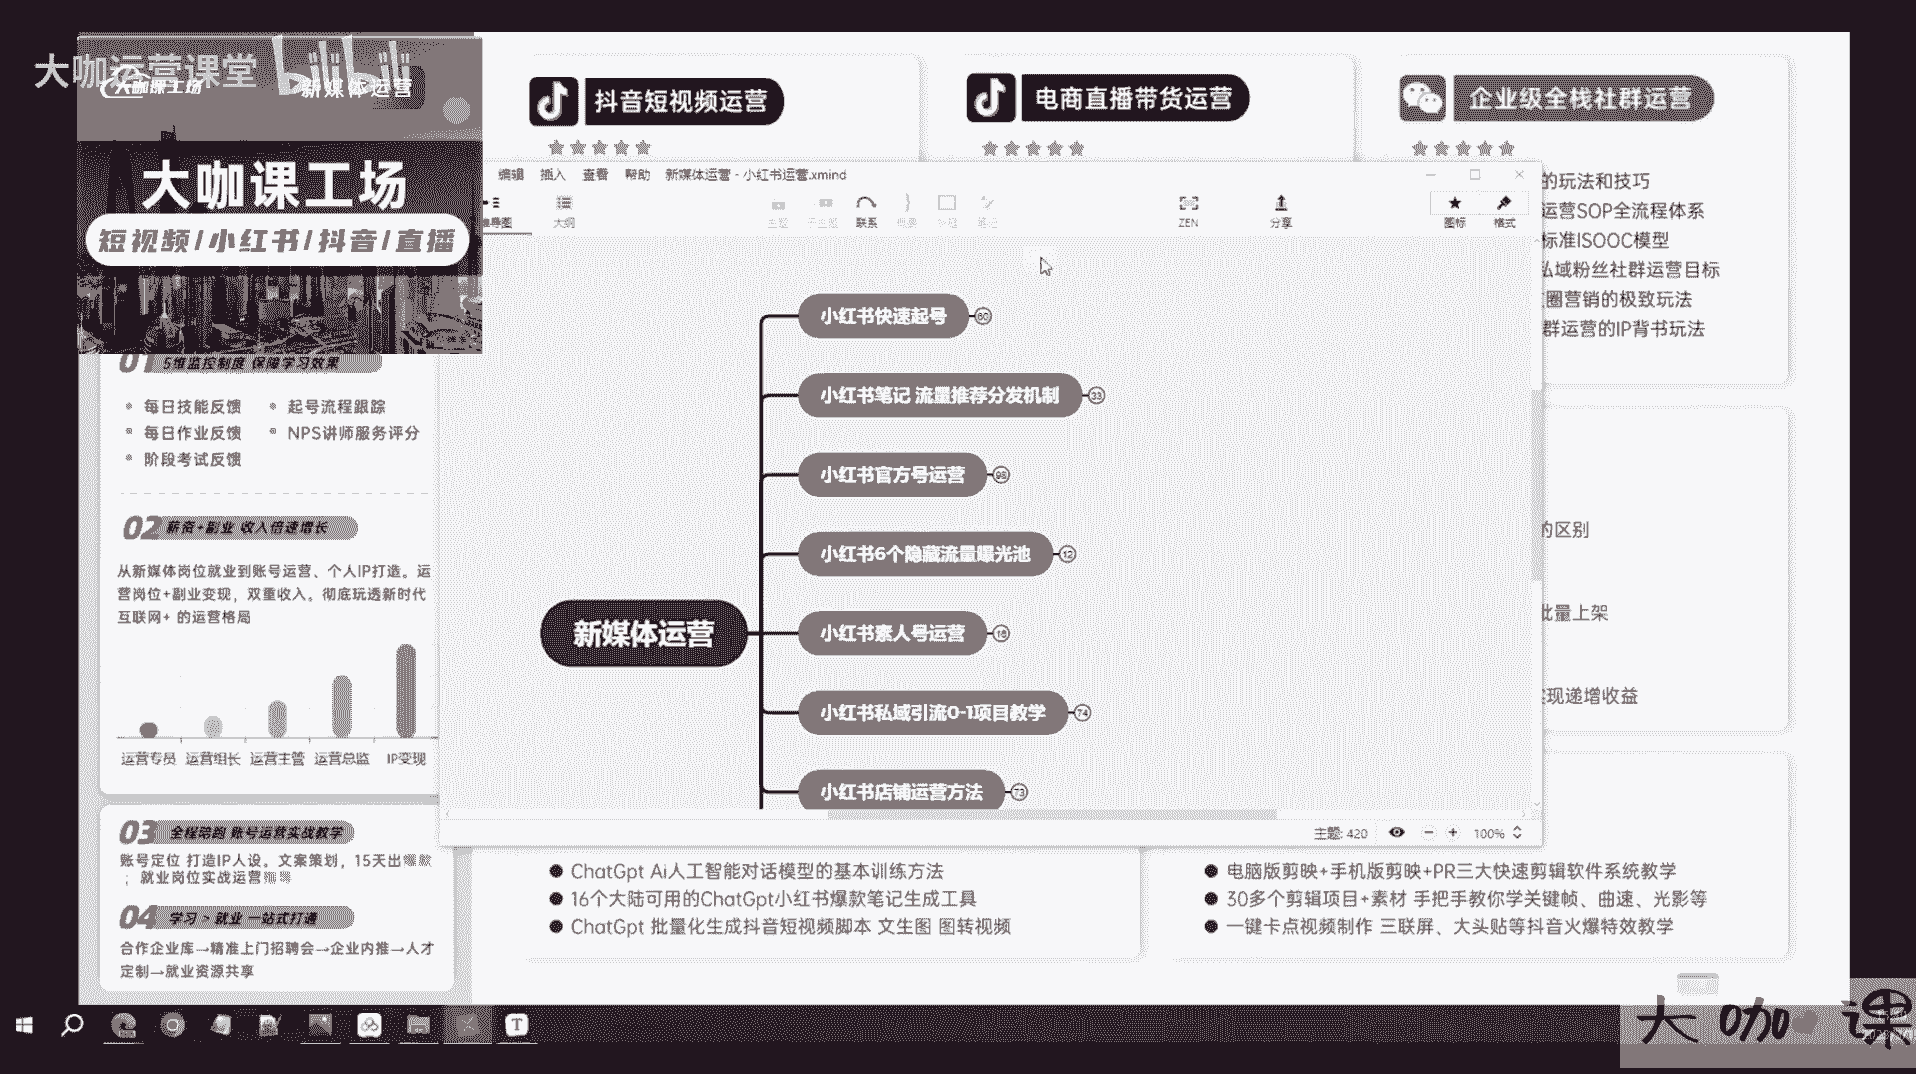 大咖运营课堂
bilibili
大咖课工场
新媒体运营
大咖课工场
短视频/小红书/抖音/直播
抖音短视频运营
电商直播带货运营
企业级全栈社群运营
的玩法和技巧
运营SOP全流程体系
标准ISOOC模型
私域粉丝社群运营目标
圈营销的极致玩法
群运营的IP背书玩法
的区别
批量上架
实现递增收益
编辑 插入 查看 帮助 新媒体运营 - 小红书运营.xmind
大纲
联系
ZEN
分享
图标
格式
新媒体运营
小红书快速起号 60
小红书笔记 流量推荐分发机制 33
小红书官方号运营
小红书6个隐藏流量曝光池 12
小红书素人号运营
小红书私域引流0-1项目教学 74
小红书店铺运营方法 73
主题: 420
100%
01 5维监控制度 保障学习效果
每日技能反馈
起号流程跟踪
每日作业反馈
NPS讲师服务评分
阶段考试反馈
02 薪资+副业 收入倍速增长
从新媒体岗位就业到账号运营、个人IP打造。运
营岗位+副业变现，双重收入。彻底玩透新时代
互联网+ 的运营格局
运营专员 运营组长 运营主管 运营总监 IP变现
03 全程陪跑 账号运营实战教学
账号定位 打造IP人设。文案策划，15天出爆款
；就业岗位实战运营
04 学习 > 就业 一站式打通
合作企业库→精准上门招聘会→企业内推→人才
定制→就业资源共享
ChatGpt Ai人工智能对话模型的基本训练方法
16个大陆可用的ChatGpt小红书爆款笔记生成工具
ChatGpt 批量化生成抖音短视频脚本 文生图 图转视频
电脑版剪映+手机版剪映+PR三大快速剪辑软件系统教学
30多个剪辑项目+素材 手把手教你学关键帧、曲速、光影等
一键卡点视频制作 三联屏、大头贴等抖音火爆特效教学
大咖 课